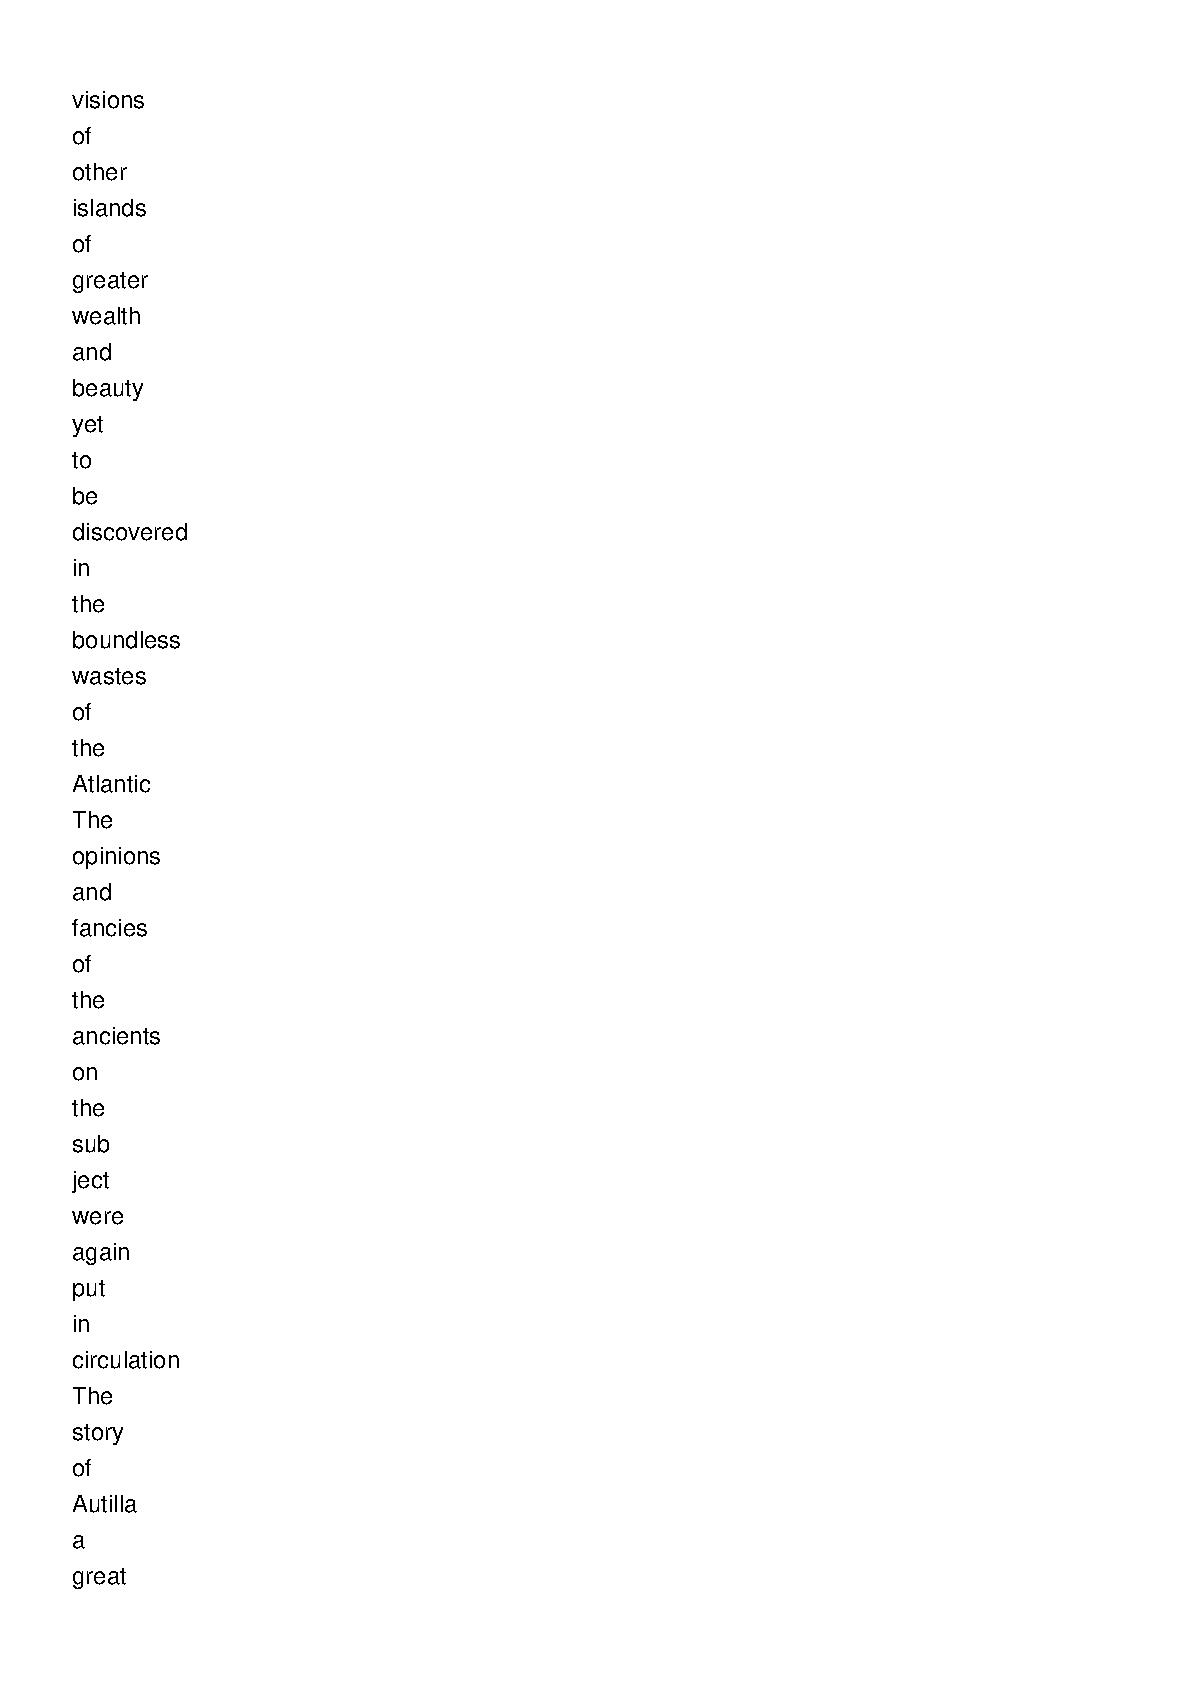 visions
of
other
islands
of
greater
wealth
and
beauty
yet
to
be
discovered
in
the
boundless
wastes
of
the
Atlantic
The
opinions
and
fancies
of
the
ancients
on
the
sub
ject
were
again
put
in
circulation
The
story
of
Autilla
a
great